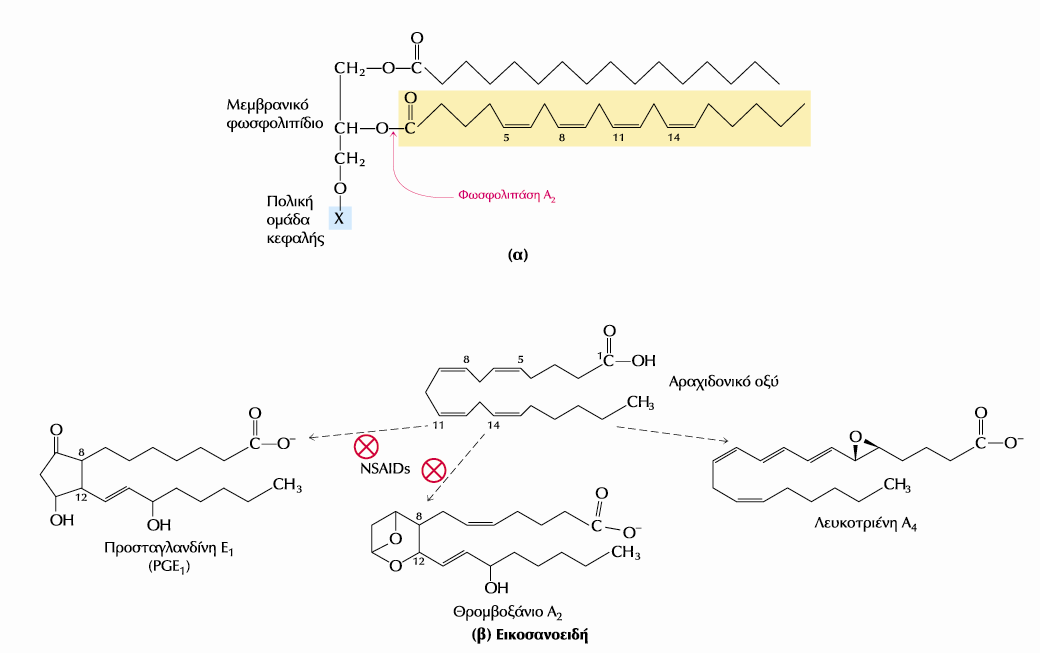 O
CH₂—O—C
Μεμβρανικό
φωσφολιπίδιο
O
CH—O—C
5 8 11 14
CH₂
O
Φωσφολιπάση A₂
Πολική
ομάδα
κεφαλής
X
(α)
O
8 5 1 C—OH
Αραχιδονικό οξύ
CH₃
11 14
O
C—O⁻
O
8
12
CH₃
OH
OH
Προσταγλανδίνη E₁
(PGE₁)
NSAIDs
O
C—O⁻
8
O
O
12
CH₃
OH
Θρομβοξάνιο A₂
O
C—O⁻
O
CH₃
Λευκοτριένη A₄
(β) Εικοσανοειδή